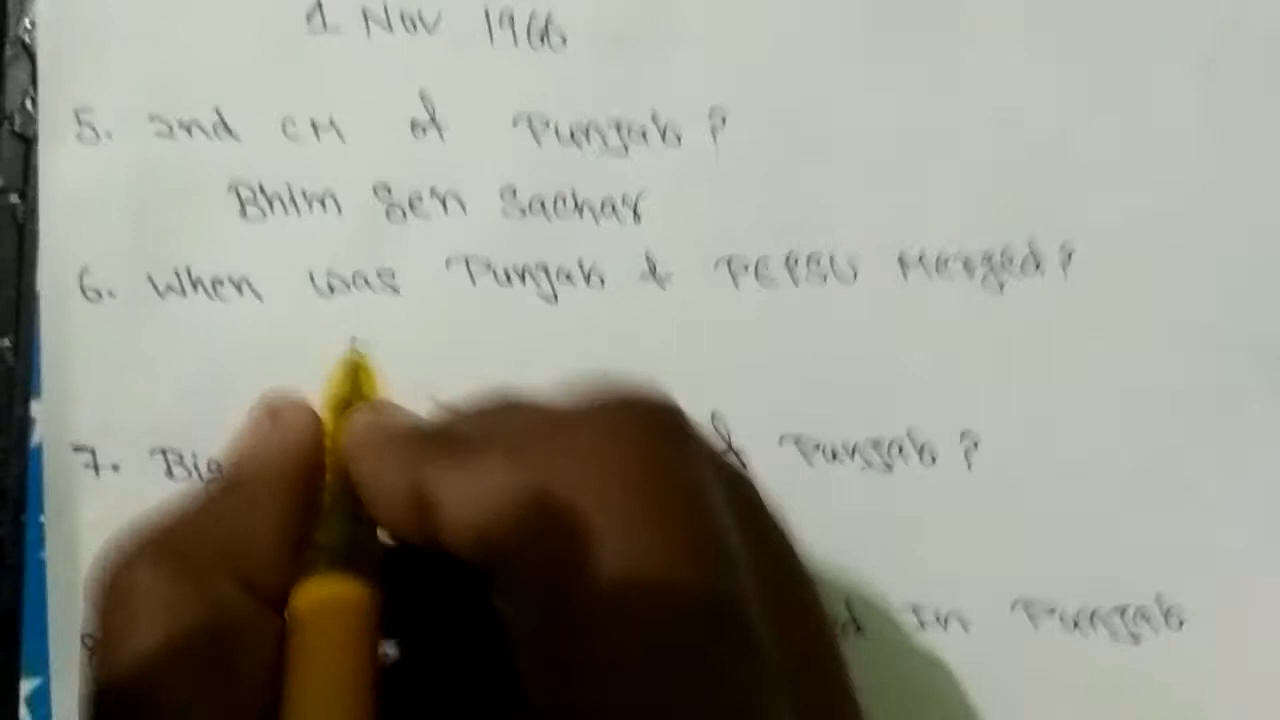 1 Nov 1966
5. 2nd CM of Punjab?
Bhim Sen Sachar
6. When was Punjab & PEPSU Merged?
7. Big Punjab?
In Punjab